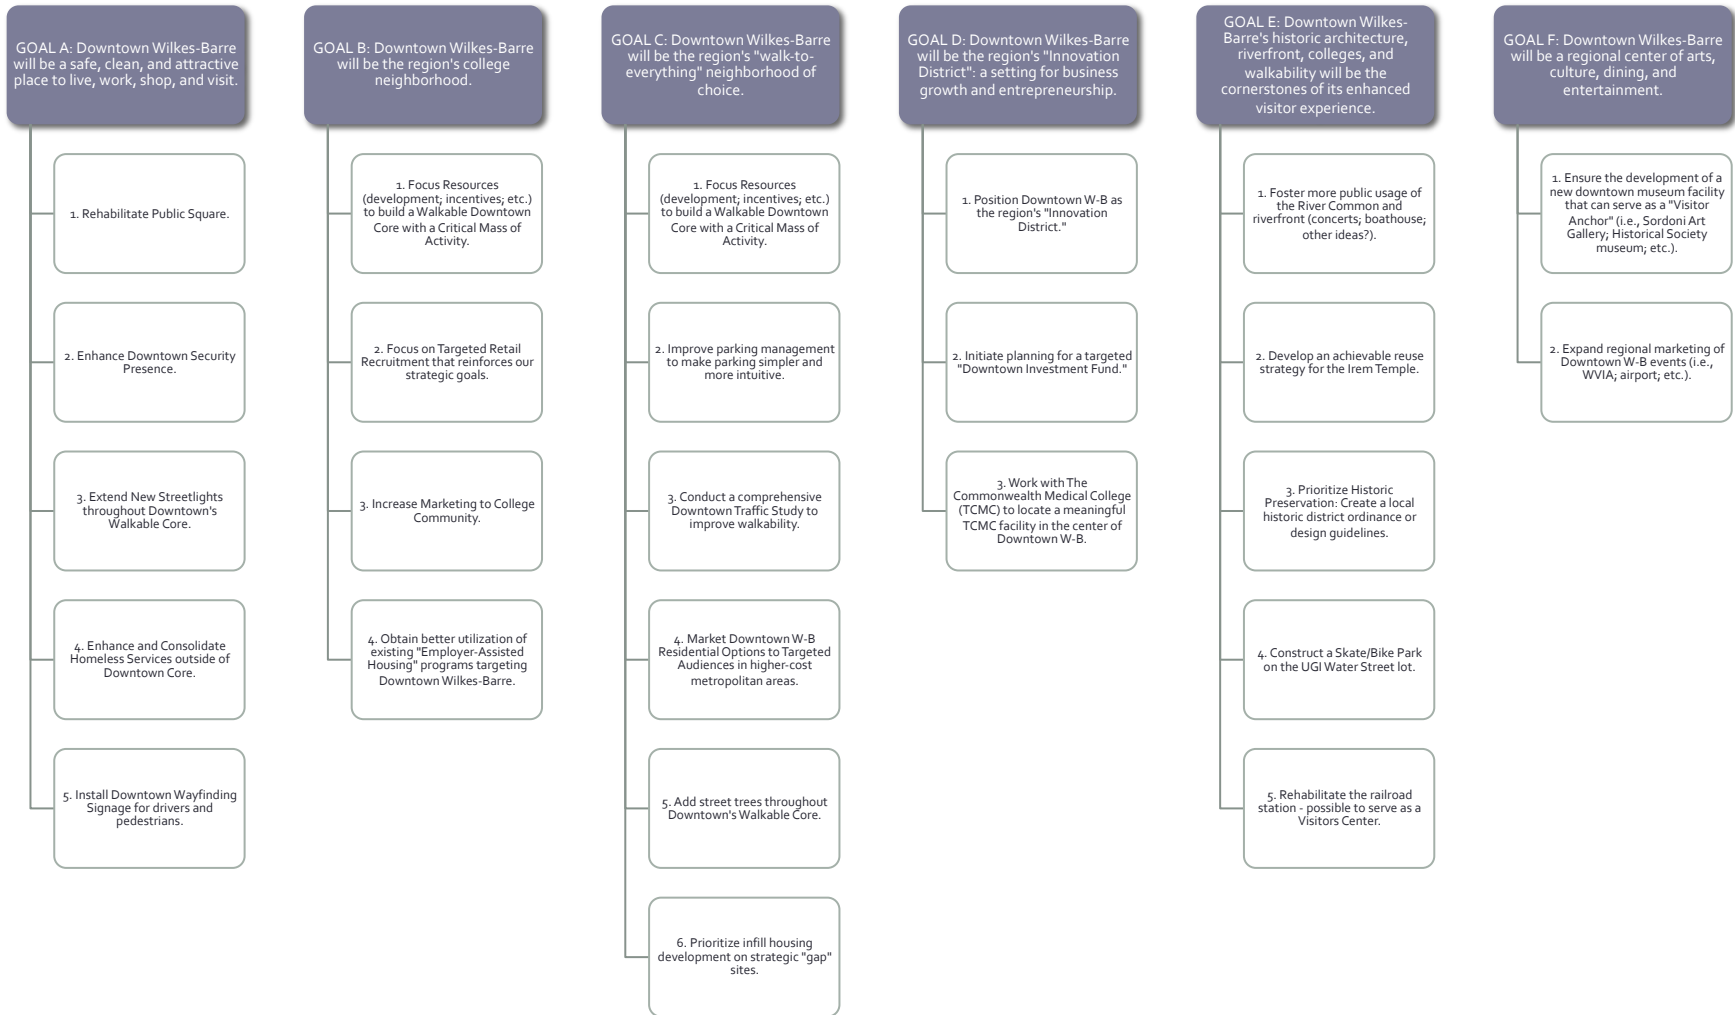 GOAL A: Downtown Wilkes-Barre
will be a safe, clean, and attractive
place to live, work, shop, and visit.
1. Rehabilitate Public Square.
2. Enhance Downtown Security
Presence.
3. Extend New Streetlights
throughout Downtown's
Walkable Core.
4. Enhance and Consolidate
Homeless Services outside of
Downtown Core.
5. Install Downtown Wayfinding
Signage for drivers and
pedestrians.
GOAL B: Downtown Wilkes-Barre
will be the region's college
neighborhood.
1. Focus Resources
(development; incentives; etc.)
to build a Walkable Downtown
Core with a Critical Mass of
Activity.
2. Focus on Targeted Retail
Recruitment that reinforces our
strategic goals.
3. Increase Marketing to College
Community.
4. Obtain better utilization of
existing "Employer-Assisted
Housing" programs targeting
Downtown Wilkes-Barre.
GOAL C: Downtown Wilkes-Barre
will be the region's "walk-to-
everything" neighborhood of
choice.
1. Focus Resources
(development; incentives; etc.)
to build a Walkable Downtown
Core with a Critical Mass of
Activity.
2. Improve parking management
to make parking simpler and
more intuitive.
3. Conduct a comprehensive
Downtown Traffic Study to
improve walkability.
4. Market Downtown W-B
Residential Options to Targeted
Audiences in higher-cost
metropolitan areas.
5. Add street trees throughout
Downtown's Walkable Core.
6. Prioritize infill housing
development on strategic "gap"
sites.
GOAL D: Downtown Wilkes-Barre
will be the region's "Innovation
District": a setting for business
growth and entrepreneurship.
1. Position Downtown W-B as
the region's "Innovation
District."
2. Initiate planning for a targeted
"Downtown Investment Fund."
3. Work with The
Commonwealth Medical College
(TCMC) to locate a meaningful
TCMC facility in the center of
Downtown W-B.
GOAL E: Downtown Wilkes-
Barre's historic architecture,
riverfront, colleges, and
walkability will be the
cornerstones of its enhanced
visitor experience.
1. Foster more public usage of
the River Common and
riverfront (concerts; boathouse;
other ideas?).
2. Develop an achievable reuse
strategy for the Irem Temple.
3. Prioritize Historic
Preservation: Create a local
historic district ordinance or
design guidelines.
4. Construct a Skate/Bike Park
on the UGI Water Street lot.
5. Rehabilitate the railroad
station - possible to serve as a
Visitors Center.
GOAL F: Downtown Wilkes-Barre
will be a regional center of arts,
culture, dining, and
entertainment.
1. Ensure the development of a
new downtown museum facility
that can serve as a "Visitor
Anchor" (i.e., Sordoni Art
Gallery; Historical Society
museum; etc.).
2. Expand regional marketing of
Downtown W-B events (i.e.,
WVIA; airport; etc.).